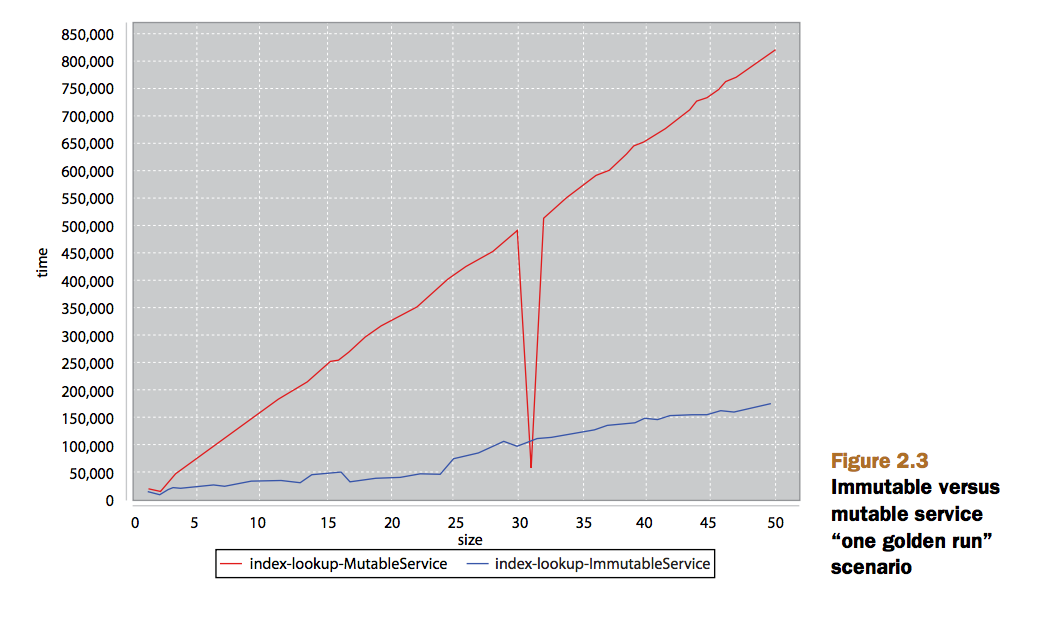 850,000
800,000
750,000
700,000
650,000
600,000
550,000
500,000
450,000
400,000
350,000
300,000
250,000
200,000
150,000
100,000
50,000
0
time
0 5 10 15 20 25 30 35 40 45 50
size
index-lookup-MutableService index-lookup-ImmutableService
Figure 2.3
Immutable versus
mutable service
“one golden run”
scenario